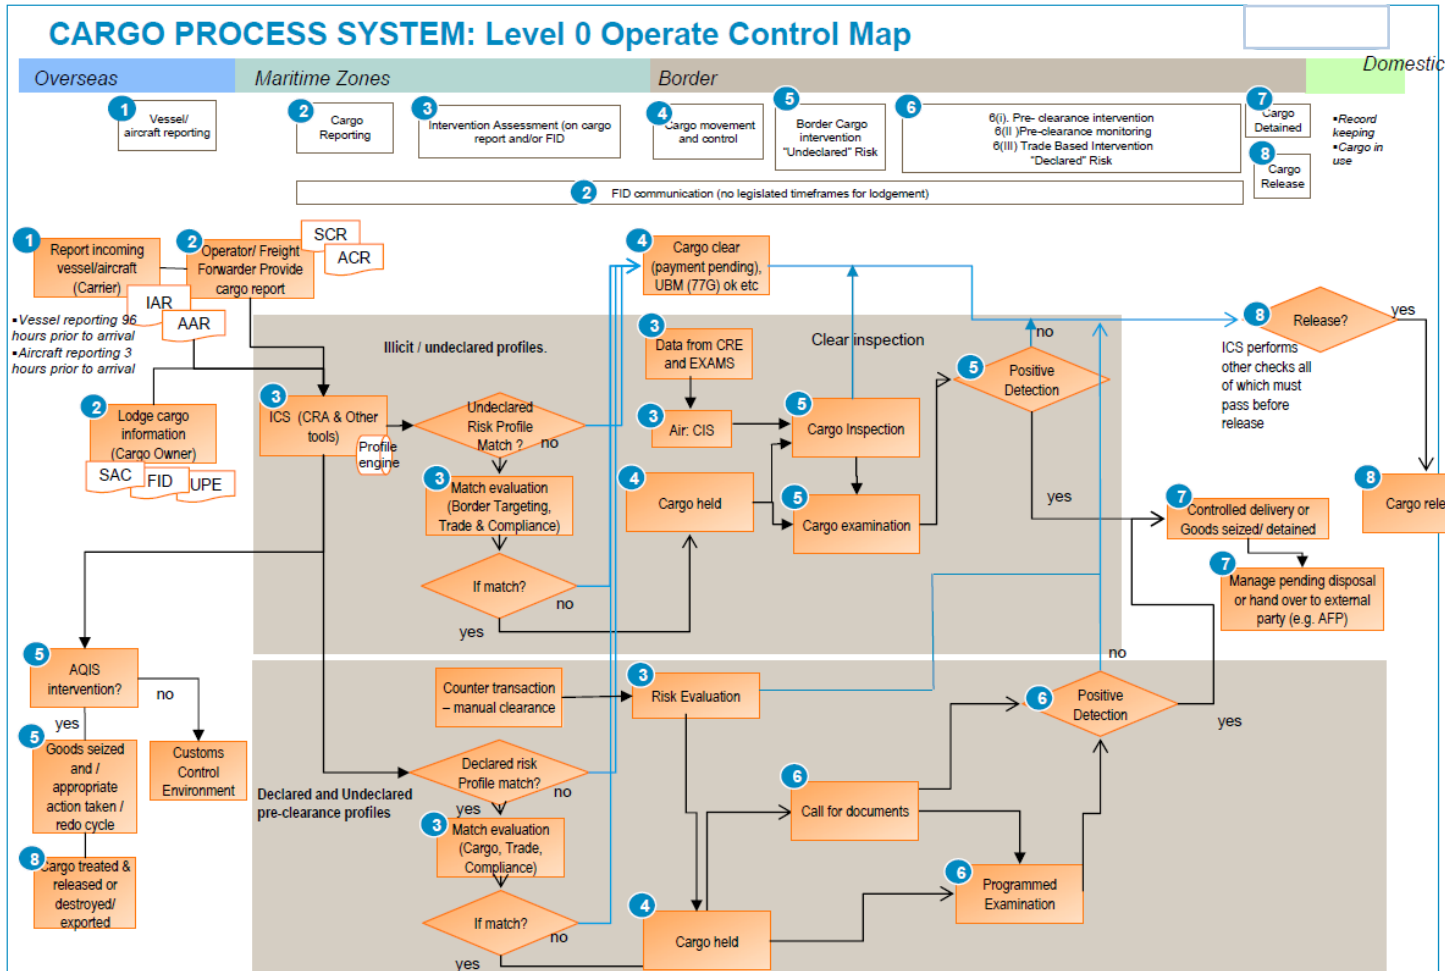 CARGO PROCESS SYSTEM: Level 0 Operate Control Map
Overseas
Maritime Zones
Border
Domestic
1
Vessel/
aircraft reporting
2
Cargo
Reporting
3
Intervention Assessment (on cargo
report and/or FID)
4
Cargo movement
and control
5
Border Cargo
intervention
"Undeclared" Risk
6
6(i). Pre- clearance intervention
6(II )Pre-clearance monitoring
6(III) Trade Based Intervention
"Declared" Risk
7
Cargo
Detained
8
Cargo
Release
▪Record
keeping
▪Cargo in
use
2
FID communication (no legislated timeframes for lodgement)
1
Report incoming
vessel/aircraft
(Carrier)
IAR
AAR
2
Operator/ Freight
Forwarder Provide
cargo report
SCR
ACR
▪Vessel reporting 96
hours prior to arrival
▪Aircraft reporting 3
hours prior to arrival
2
Lodge cargo
information
(Cargo Owner)
SAC
FID
UPE
Illicit / undeclared profiles.
3
ICS (CRA & Other
tools)
Profile
engine
Undeclared
Risk Profile
Match ?
no
3
Match evaluation
(Border Targeting,
Trade & Compliance)
If match?
no
yes
4
Cargo clear
(payment pending),
UBM (77G) ok etc
3
Data from CRE
and EXAMS
3
Air: CIS
4
Cargo held
Clear inspection
5
Cargo Inspection
5
Cargo examination
5
Positive
Detection
no
yes
8
Release?
yes
ICS performs
other checks all
of which must
pass before
release
8
Cargo rele
7
Controlled delivery or
Goods seized/ detained
7
Manage pending disposal
or hand over to external
party (e.g. AFP)
5
AQIS
intervention?
no
yes
5
Goods seized
and /
appropriate
action taken /
redo cycle
Customs
Control
Environment
8
Cargo treated &
released or
destroyed/
exported
Declared and Undeclared
pre-clearance profiles
Counter transaction
– manual clearance
3
Risk Evaluation
Declared risk
Profile match?
no
yes
3
Match evaluation
(Cargo, Trade,
Compliance)
If match?
no
yes
4
Cargo held
6
Call for documents
6
Programmed
Examination
6
Positive
Detection
no
yes